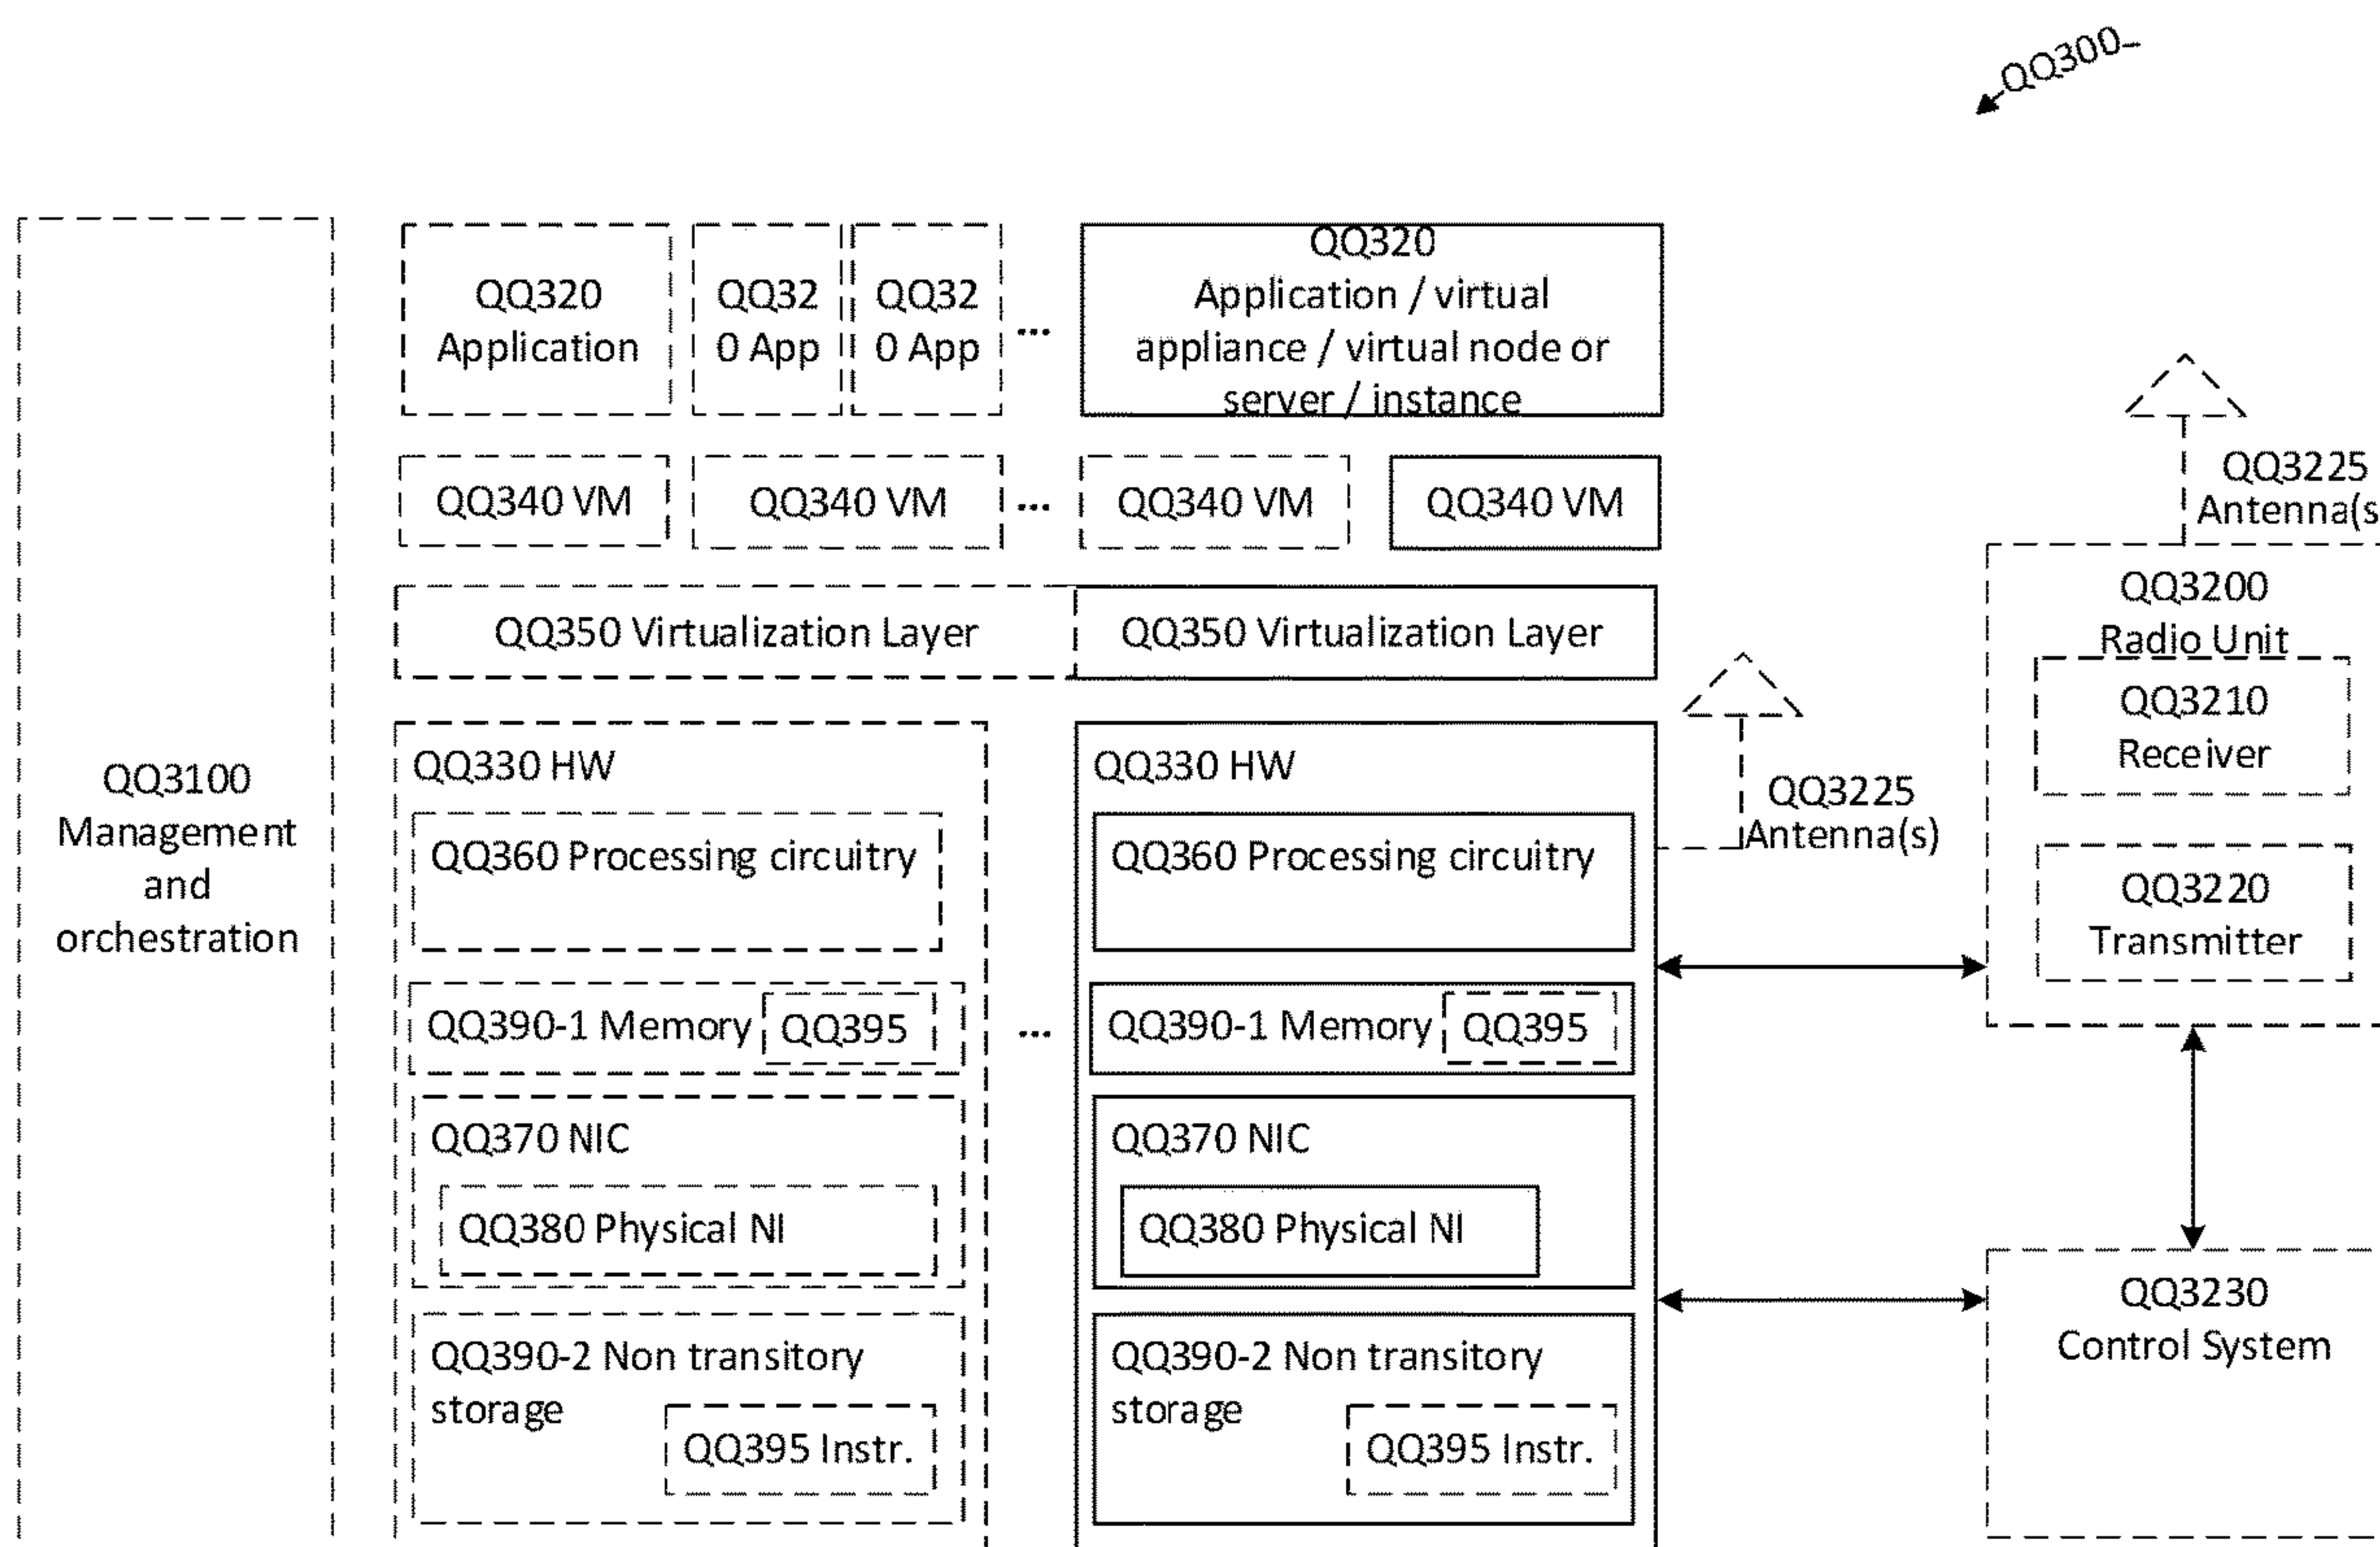 QQ300
QQ3100
Management
and
orchestration
QQ320
Application
QQ32
0 App
QQ32
0 App
...
QQ320
Application / virtual
appliance / virtual node or
server / instance
QQ340 VM
QQ340 VM
...
QQ340 VM
QQ340 VM
QQ350 Virtualization Layer
QQ350 Virtualization Layer
QQ330 HW
QQ360 Processing circuitry
QQ390-1 Memory
QQ395
QQ370 NIC
QQ380 Physical NI
QQ390-2 Non transitory
storage
QQ395 Instr.
...
QQ330 HW
QQ360 Processing circuitry
QQ390-1 Memory
QQ395
QQ370 NIC
QQ380 Physical NI
QQ390-2 Non transitory
storage
QQ395 Instr.
QQ3225
Antenna(s)
QQ3225
Antenna(s
QQ3200
Radio Unit
QQ3210
Receiver
QQ3220
Transmitter
QQ3230
Control System